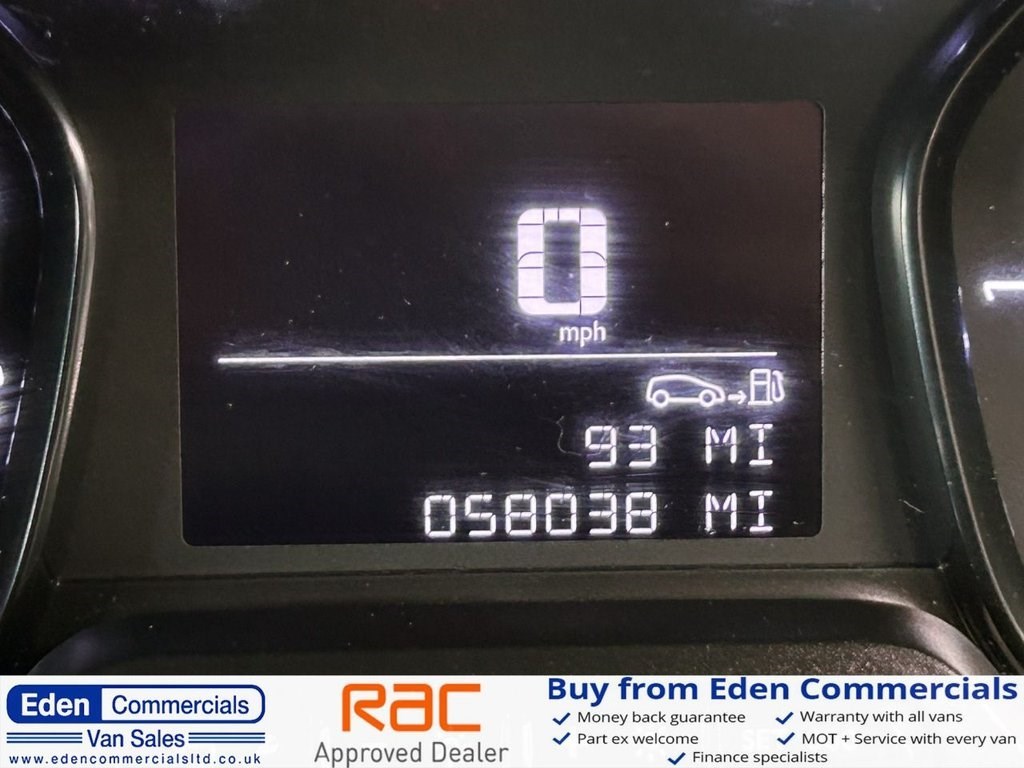 0
mph
93 MI
058038 MI
1
Eden Commercials
Van Sales
www.edencommercialsltd.co.uk
RAC
Approved Dealer
Buy from Eden Commercials
Money back guarantee
Warranty with all vans
Part ex welcome
MOT + Service with every van
Finance specialists